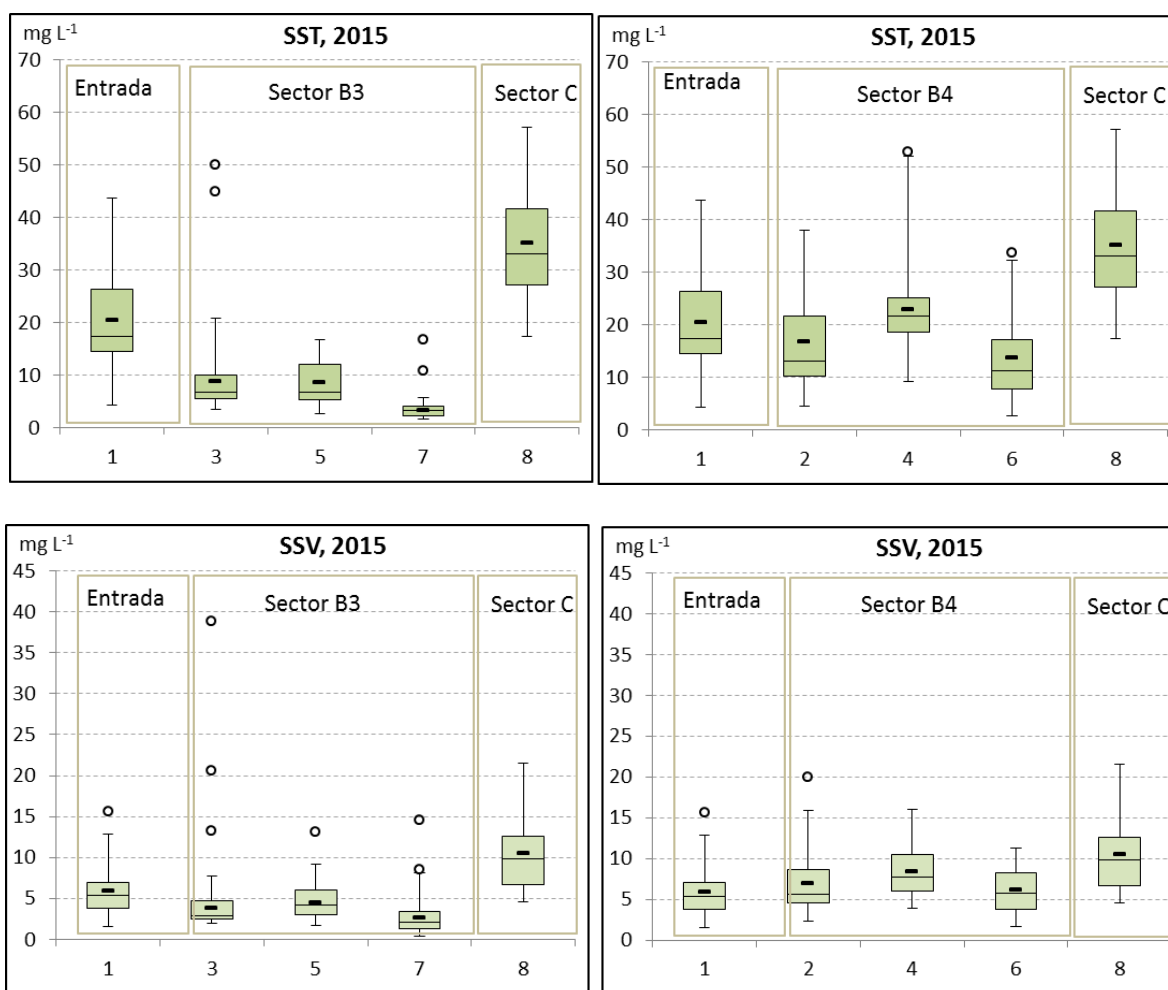 SST, 2015
mg L⁻¹
70
60
50
40
30
20
10
0
Entrada
Sector B3
Sector C
1 3 5 7 8
SST, 2015
mg L⁻¹
70
60
50
40
30
20
10
0
Entrada
Sector B4
Sector C
1 2 4 6 8
SSV, 2015
mg L⁻¹
45
40
35
30
25
20
15
10
5
0
Entrada
Sector B3
Sector C
1 3 5 7 8
SSV, 2015
mg L⁻¹
45
40
35
30
25
20
15
10
5
0
Entrada
Sector B4
Sector C
1 2 4 6 8